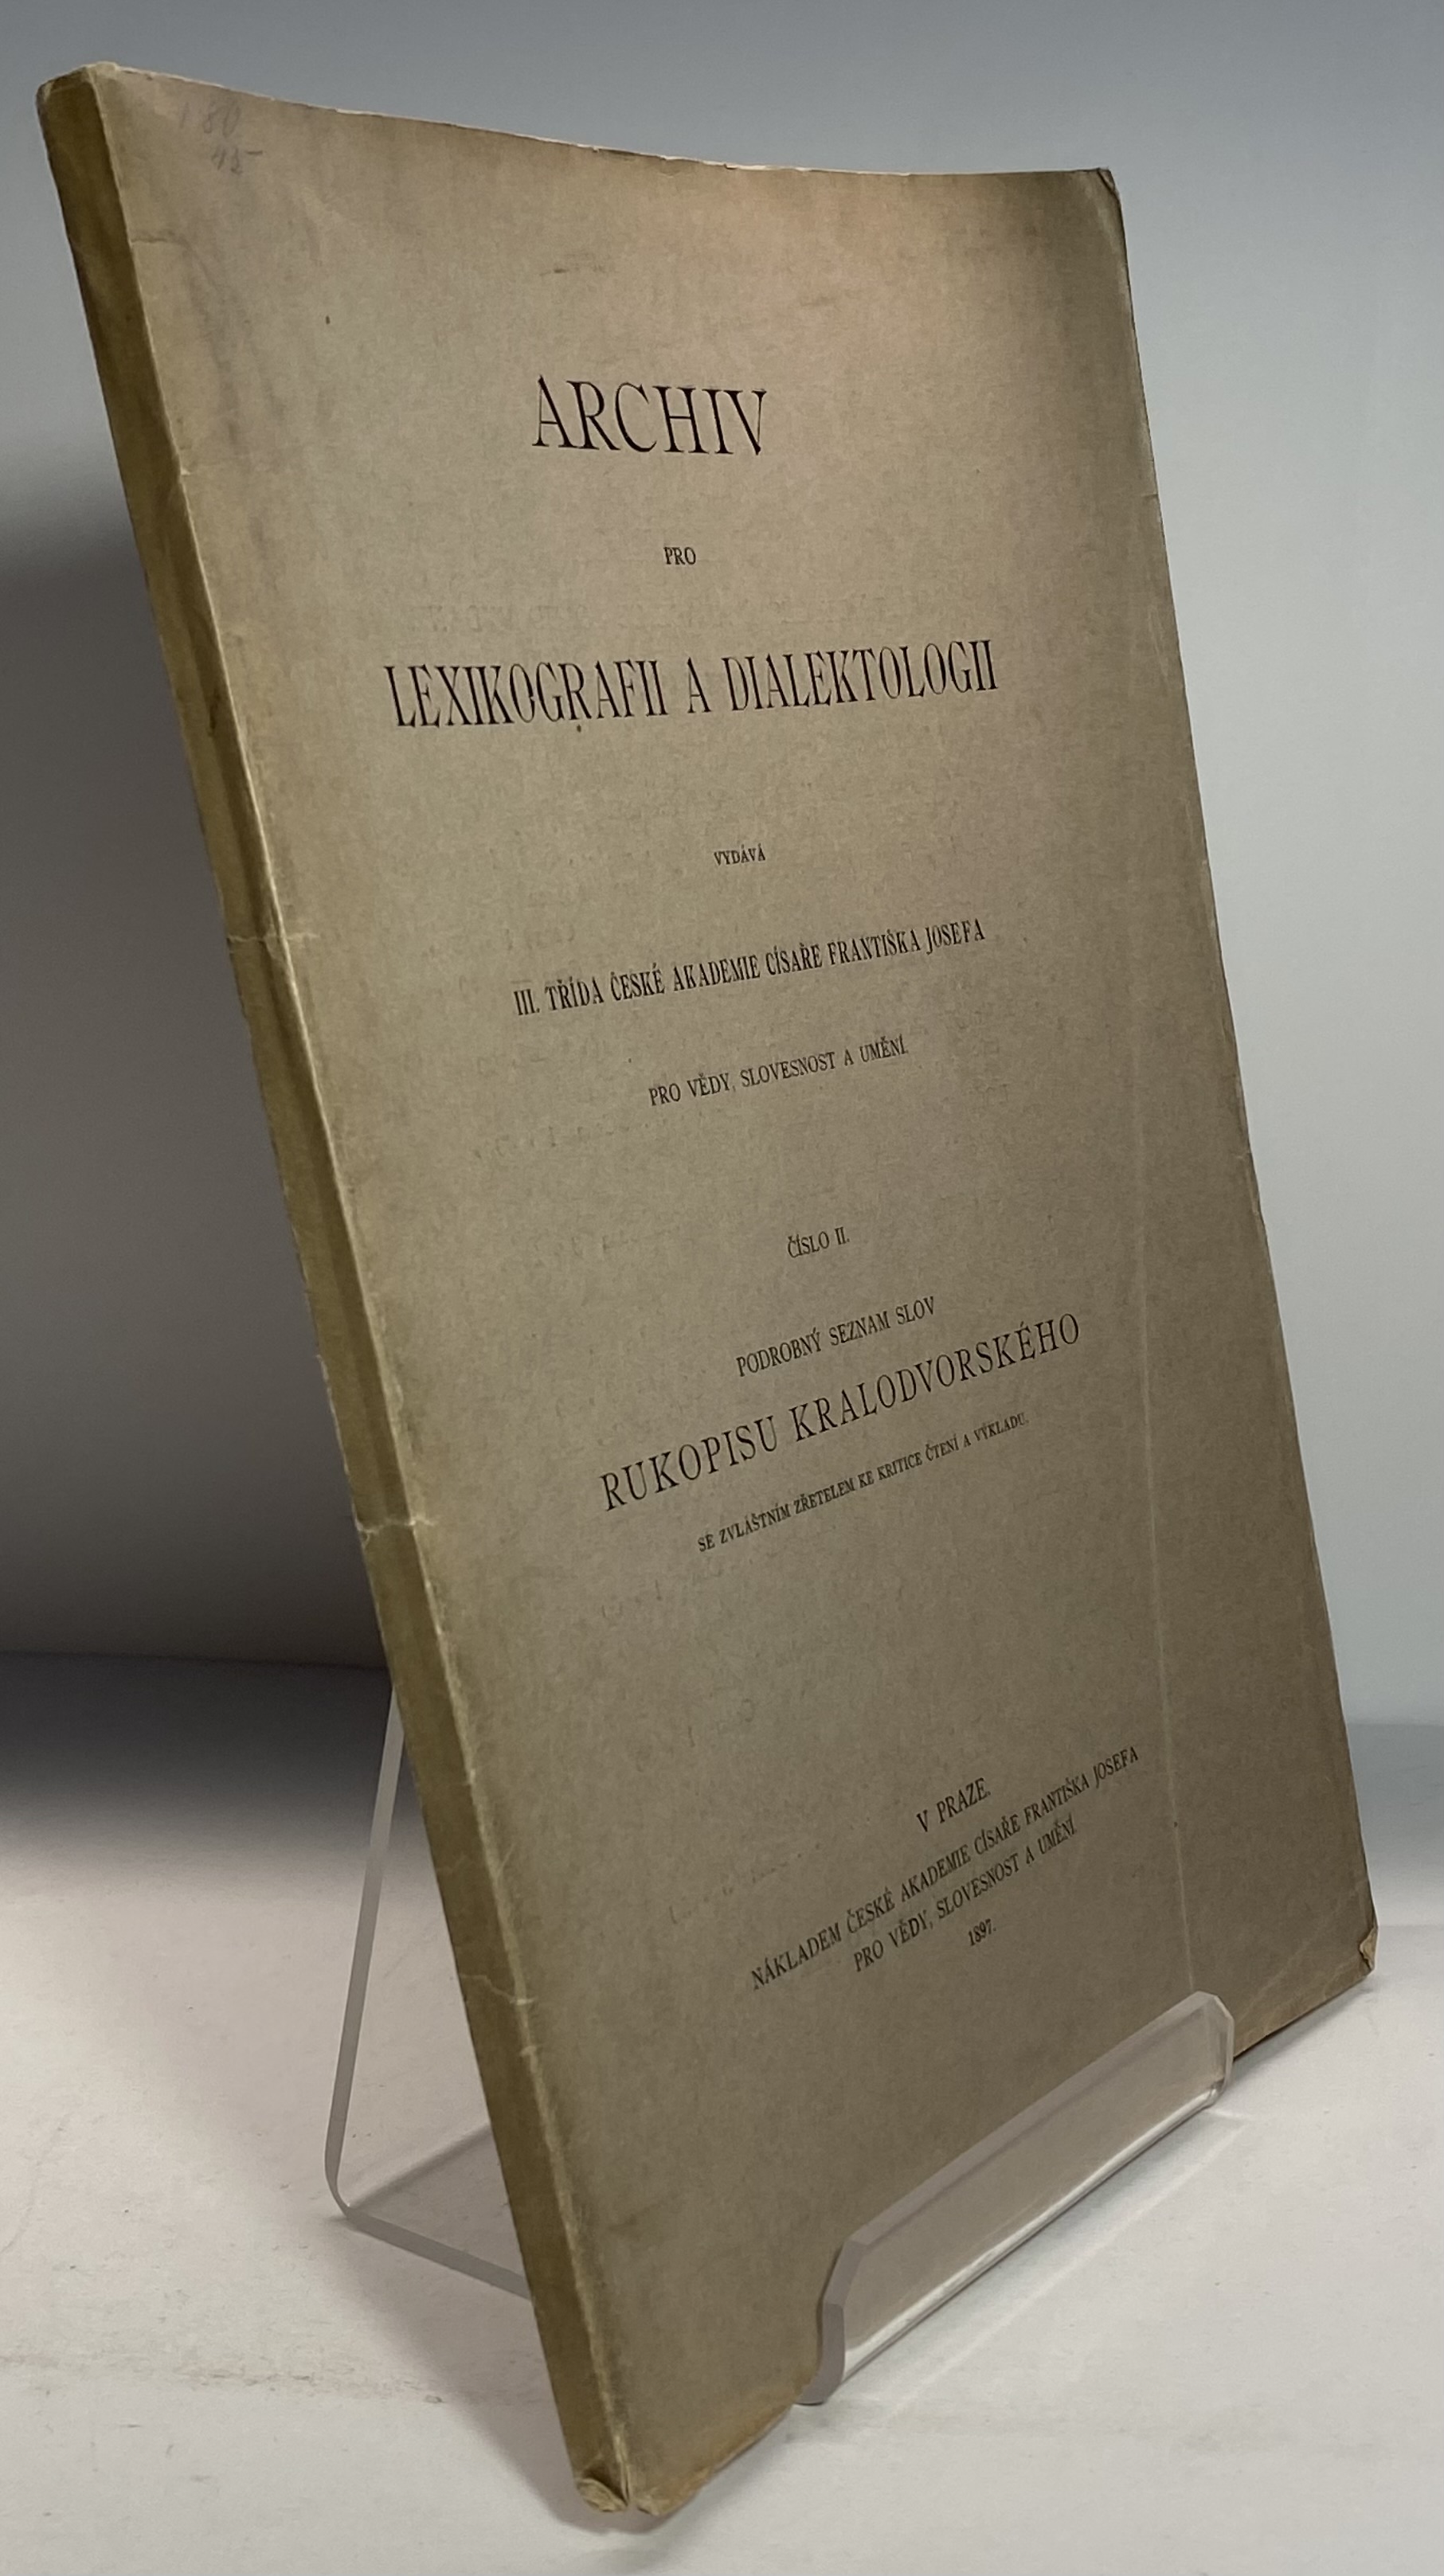 180
45
ARCHIV
PRO
LEXIKOGRAFII A DIALEKTOLOGII
VYDÁVÁ
III. TŘÍDA ČESKÉ AKADEMIE CÍSAŘE FRANTIŠKA JOSEFA
PRO VĚDY, SLOVESNOST A UMĚNÍ.
ČÍSLO II.
PODROBNÝ SEZNAM SLOV
RUKOPISU KRALODVORSKÉHO
SE ZVLÁŠTNÍM ZŘETELEM KE KRITICE ČTENÍ A VÝKLADU.
V PRAZE.
NÁKLADEM ČESKÉ AKADEMIE CÍSAŘE FRANTIŠKA JOSEFA
PRO VĚDY, SLOVESNOST A UMĚNÍ.
1897.